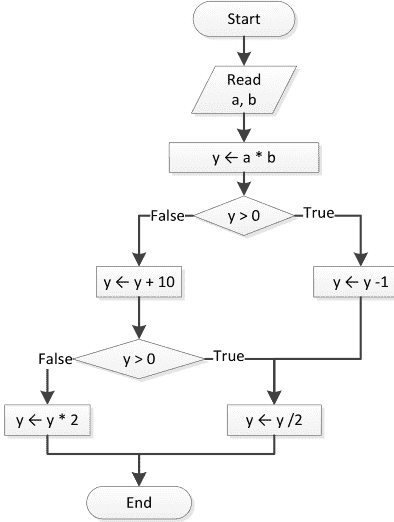 Start
Read
a, b
y ← a * b
False
y > 0
True
y ← y + 10
y ← y -1
False
y > 0
True
y ← y * 2
y ← y /2
End